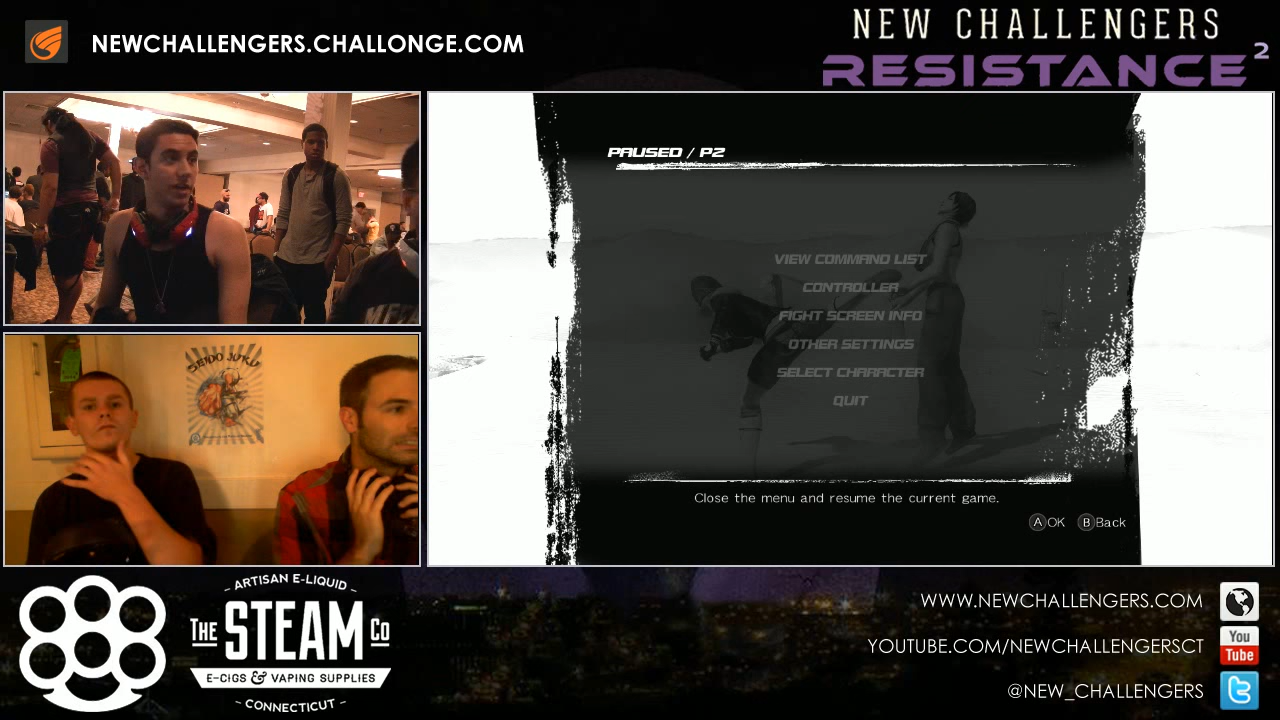 NEWCHALLENGERS.CHALLONGE.COM
NEW CHALLENGERS
RESISTANCE²
PAUSED / P2
VIEW COMMAND LIST
CONTROLLER
FIGHT SCREEN INFO
OTHER SETTINGS
SELECT CHARACTER
QUIT
Close the menu and resume the current game.
A OK B Back
SEIDO JUKU
ARTISAN E-LIQUID
THE STEAM CO
E-CIGS & VAPING SUPPLIES
CONNECTICUT
WWW.NEWCHALLENGERS.COM
YOUTUBE.COM/NEWCHALLENGERSCT
You Tube
@NEW_CHALLENGERS